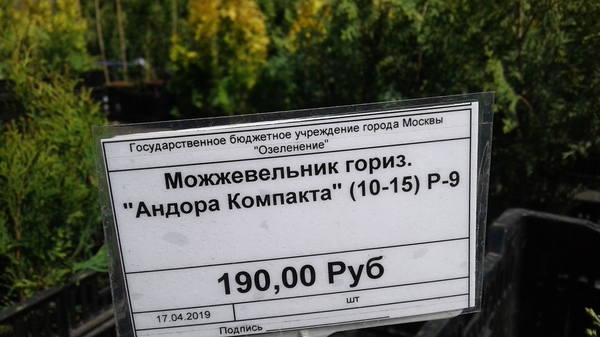 Государственное бюджетное учреждение города Москвы
"Озеленение"
Можжевельник гориз.
"Андора Компакта" (10-15) Р-9
190,00 Руб
17.04.2019
шт
Подпись